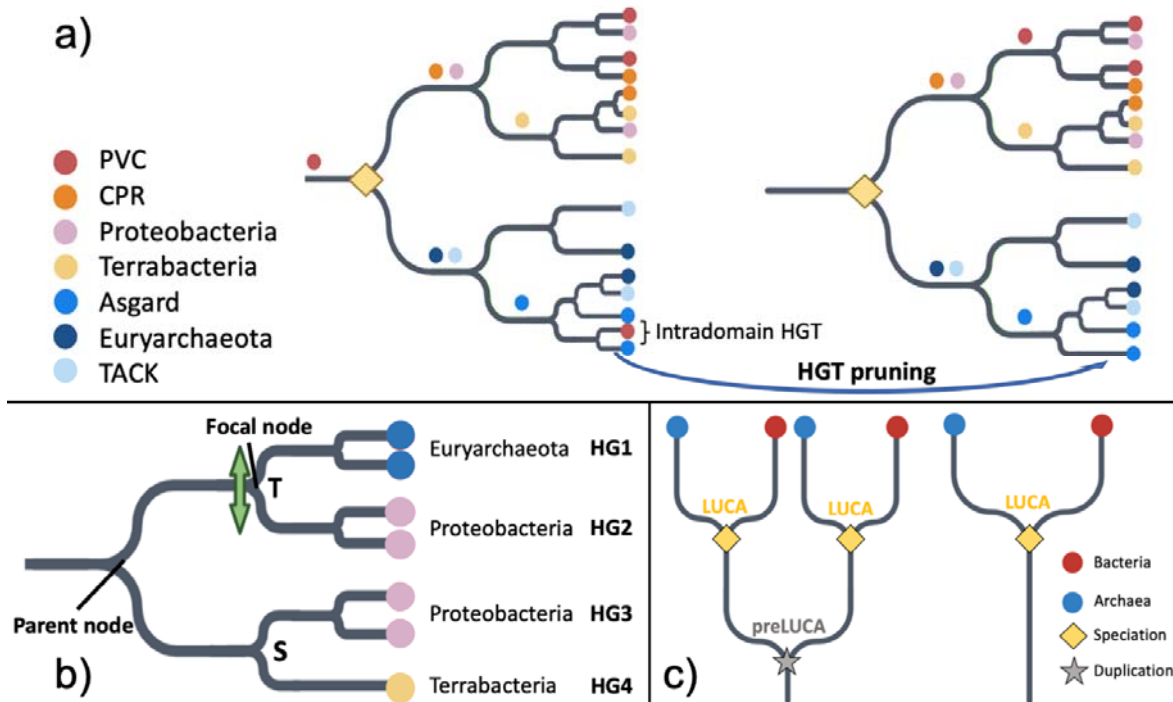 a)
PVC
CPR
Proteobacteria
Terrabacteria
Asgard
Euryarchaeota
TACK
Intradomain HGT
HGT pruning
b)
Focal node
T
Parent node
S
Euryarchaeota HG1
Proteobacteria HG2
Proteobacteria HG3
Terrabacteria HG4
c)
LUCA
LUCA
LUCA
preLUCA
Bacteria
Archaea
Speciation
Duplication